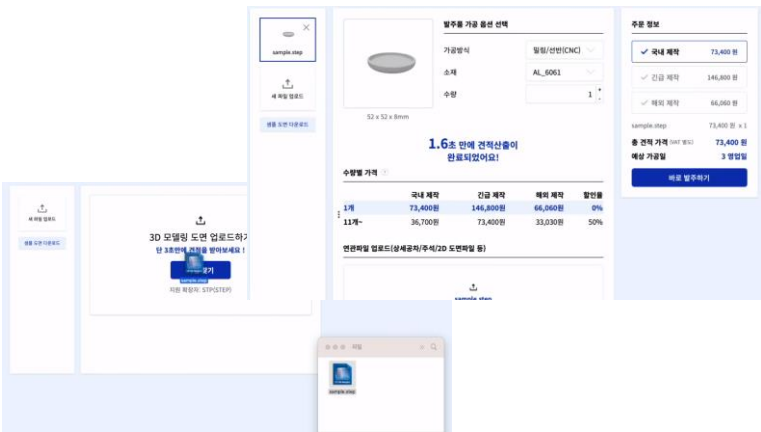 sample.step
새 파일 업로드
샘플 도면 다운로드
52 x 52 x 8mm
발주를 가공 옵션 선택
가공방식
밀링/선반(CNC)
소재
AL_6061
수량
1
1.6초 만에 견적산출이
완료되었어요!
수량별 가격
국내 제작 긴급 제작 해외 제작 할인율
1개 73,400원 146,800원 66,060원 0%
11개~ 36,700원 73,400원 33,030원 50%
연관파일 업로드(상세공차/주석/2D 도면파일 등)
sample.step
주문 정보
국내 제작 73,400 원
긴급 제작 146,800 원
해외 제작 66,060 원
sample.step 73,400 원 x 1
총 견적 가격 (VAT 별도) 73,400 원
예상 가공일 3 영업일
바로 발주하기
새 파일 업로드
샘플 도면 다운로드
3D 모델링 도면 업로드하기
단 3초만에 견적을 받아보세요 !
sample.step
지원 확장자: STP(STEP)
파일
sample.step